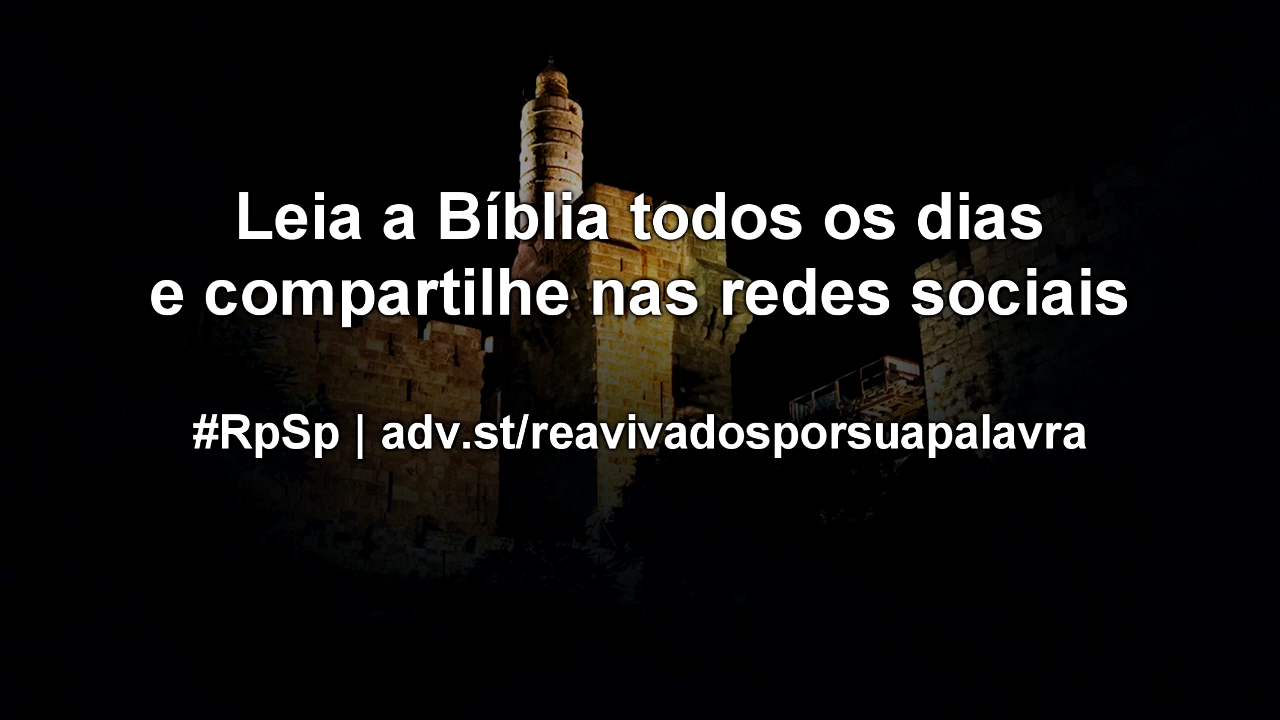 Leia a Bíblia todos os dias
e compartilhe nas redes sociais
#RpSp | adv.st/reavivadosporsuapalavra